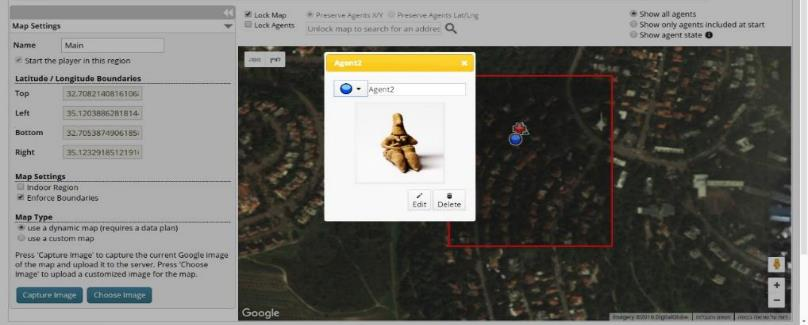 Map Settings
Name
Main
Start the player in this region
Latitude / Longitude Boundaries
Top
32.7082140816106
Left
35.1203886281814
Bottom
32.7053874906185
Right
35.1232918512191
Map Settings
Indoor Region
Enforce Boundaries
Map Type
use a dynamic map (requires a data plan)
use a custom map
Press 'Capture Image' to capture the current Google image of the map and upload it to the server. Press 'Choose Image' to upload a customized image for the map.
Capture Image
Choose Image
Lock Map
Preserve Agents X/Y
Preserve Agents Lat/Lng
Lock Agents
Unlock map to search for an addres
Show all agents
Show only agents included at start
Show agent state
מפה
לוויין
Agent2
Agent2
Edit
Delete
Google
Imagery ©2016 DigitalGlobe